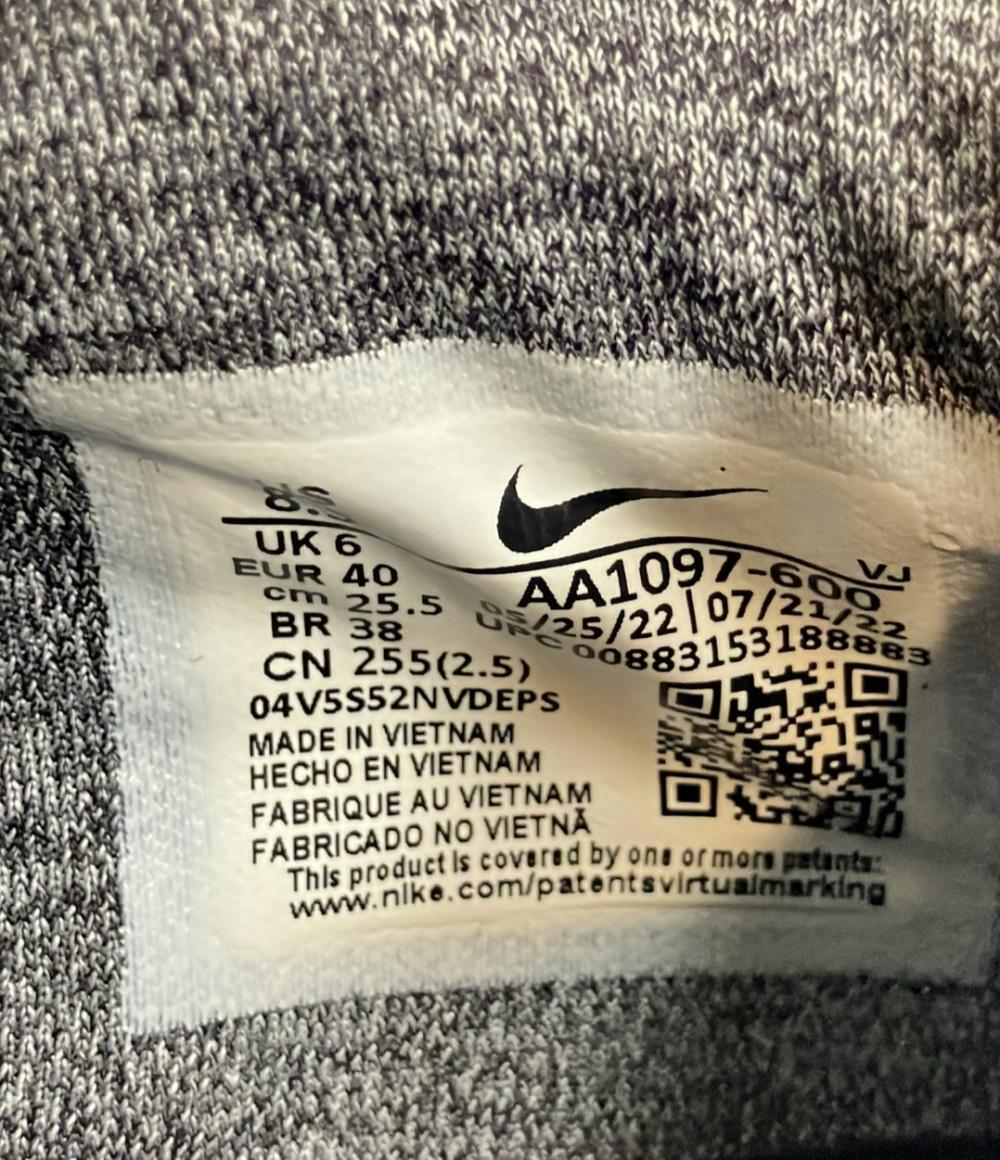 UK 6
EUR 40
cm 25.5
BR 38
CN 255(2.5)
04V5S52NVDEPS
MADE IN VIETNAM
HECHO EN VIETNAM
FABRIQUE AU VIETNAM
FABRICADO NO VIETNÃ
VJ
AA1097-600
05/25/22 | 07/21/22
UPC 00883153188883
This product is covered by one or more patents:
www.nike.com/patentsvirtualmarking